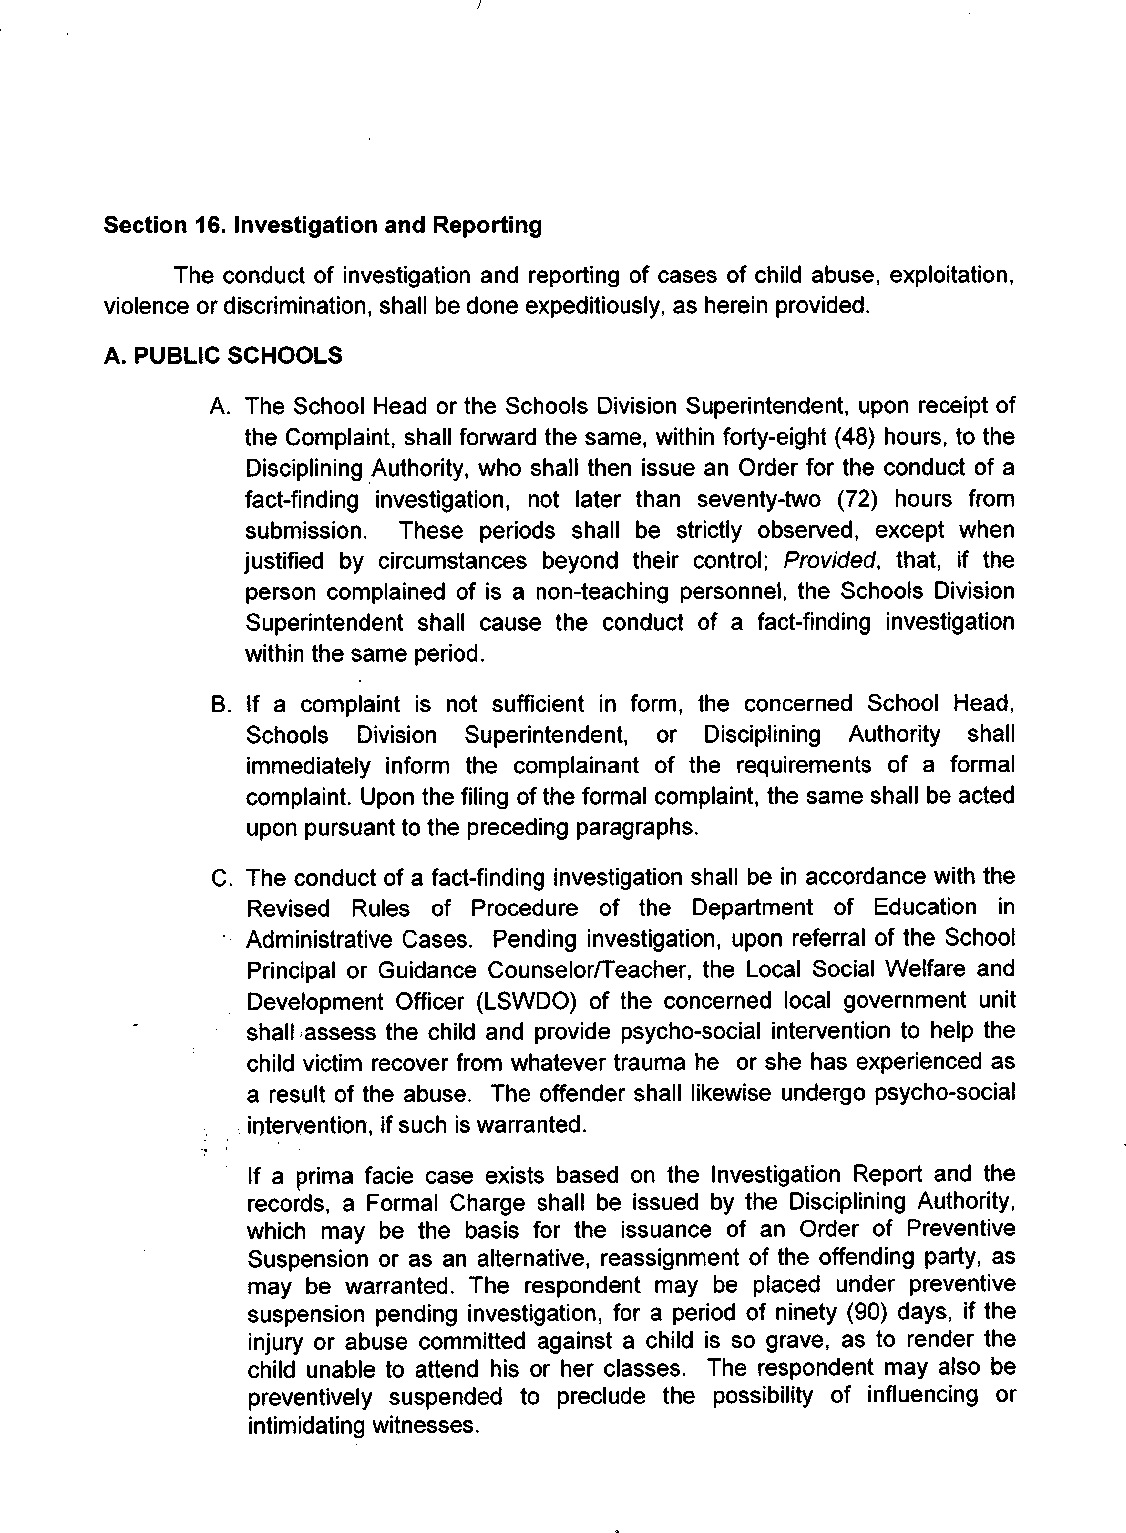 Section 16. Investigation and Reporting
The conduct of investigation and reporting of cases of child abuse, exploitation,
violence or discrimination, shall be done expeditiously, as herein provided.
A. PUBLIC SCHOOLS
A. The School Head or the Schools Division Superintendent, upon receipt of
the Complaint, shall forward the same, within forty-eight (48) hours, to the
Disciplining Authority, who shall then issue an Order for the conduct of a
fact-finding investigation, not later than seventy-two (72) hours from
submission. These periods shall be strictly observed, except when
justified by circumstances beyond their control; Provided, that, if the
person complained of is a non-teaching personnel, the Schools Division
Superintendent shall cause the conduct of a fact-finding investigation
within the same period.
B. If a complaint is not sufficient in form, the concerned School Head,
Schools Division Superintendent, or Disciplining Authority shall
immediately inform the complainant of the requirements of a formal
complaint. Upon the filing of the formal complaint, the same shall be acted
upon pursuant to the preceding paragraphs.
C. The conduct of a fact-finding investigation shall be in accordance with the
Revised Rules of Procedure of the Department of Education in
Administrative Cases. Pending investigation, upon referral of the School
Principal or Guidance Counselor/Teacher, the Local Social Welfare and
Development Officer (LSWDO) of the concerned local government unit
shall assess the child and provide psycho-social intervention to help the
child victim recover from whatever trauma he or she has experienced as
a result of the abuse. The offender shall likewise undergo psycho-social
intervention, if such is warranted.
If a prima facie case exists based on the Investigation Report and the
records, a Formal Charge shall be issued by the Disciplining Authority,
which may be the basis for the issuance of an Order of Preventive
Suspension or as an alternative, reassignment of the offending party, as
may be warranted. The respondent may be placed under preventive
suspension pending investigation, for a period of ninety (90) days, if the
injury or abuse committed against a child is so grave, as to render the
child unable to attend his or her classes. The respondent may also be
preventively suspended to preclude the possibility of influencing or
intimidating witnesses.